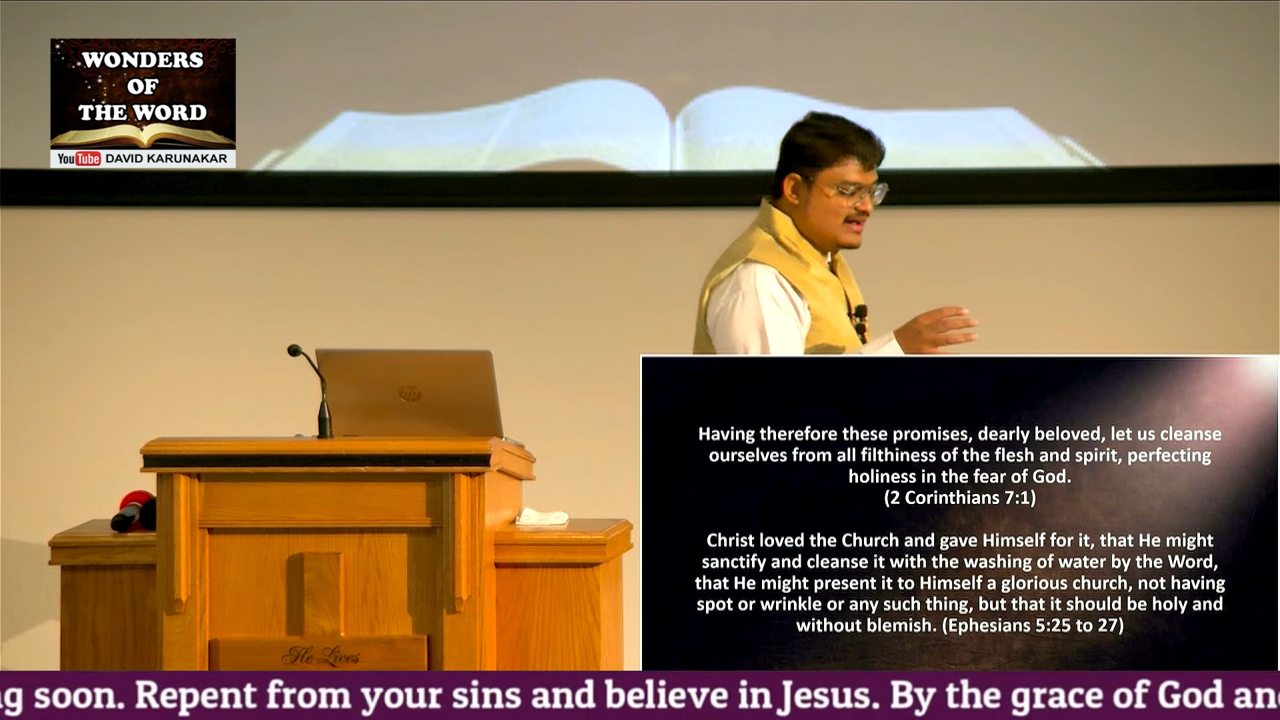 WONDERS
OF
THE WORD
YouTube DAVID KARUNAKAR
hp
Having therefore these promises, dearly beloved, let us cleanse
ourselves from all filthiness of the flesh and spirit, perfecting
holiness in the fear of God.
(2 Corinthians 7:1)
Christ loved the Church and gave Himself for it, that He might
sanctify and cleanse it with the washing of water by the Word,
that He might present it to Himself a glorious church, not having
spot or wrinkle or any such thing, but that it should be holy and
without blemish. (Ephesians 5:25 to 27)
He Lives
soon. Repent from your sins and believe in Jesus. By the grace of God